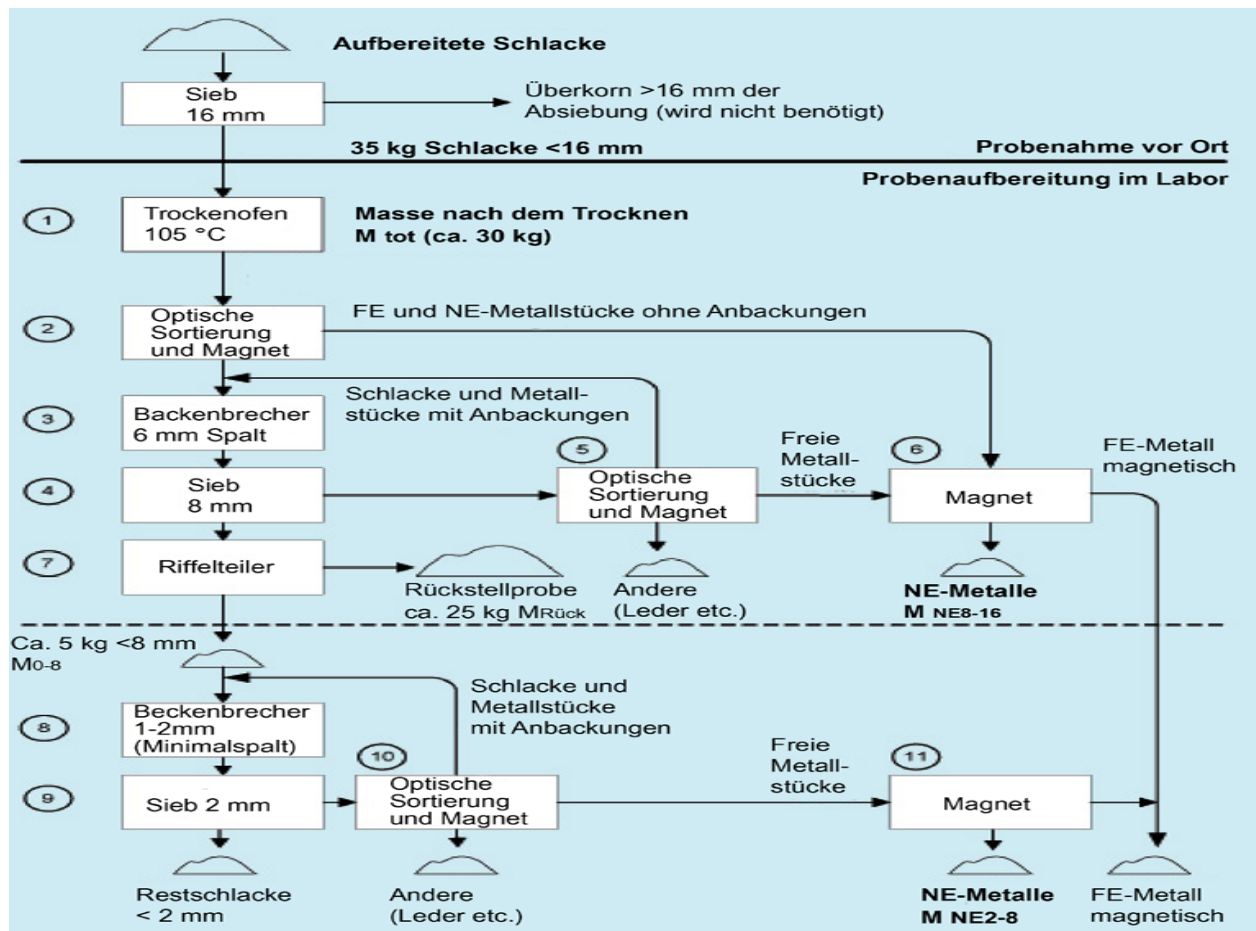 Aufbereitete Schlacke
Sieb
16 mm
Überkorn >16 mm der
Absiebung (wird nicht benötigt)
35 kg Schlacke <16 mm
Probenahme vor Ort
Probenaufbereitung im Labor
1
Trockenofen
105 °C
Masse nach dem Trocknen
M tot (ca. 30 kg)
2
Optische
Sortierung
und Magnet
FE und NE-Metallstücke ohne Anbackungen
3
Backenbrecher
6 mm Spalt
Schlacke und Metall-
stücke mit Anbackungen
4
Sieb
8 mm
5
Optische
Sortierung
und Magnet
Freie
Metall-
stücke
6
Magnet
FE-Metall
magnetisch
7
Riffelteiler
Rückstellprobe
ca. 25 kg MRück
Andere
(Leder etc.)
NE-Metalle
M NE8-16
Ca. 5 kg <8 mm
M0-8
8
Beckenbrecher
1-2mm
(Minimalspalt)
Schlacke und
Metallstücke
mit Anbackungen
9
Sieb 2 mm
10
Optische
Sortierung
und Magnet
Freie
Metall-
stücke
11
Magnet
Restschlacke
< 2 mm
Andere
(Leder etc.)
NE-Metalle
M NE2-8
FE-Metall
magnetisch